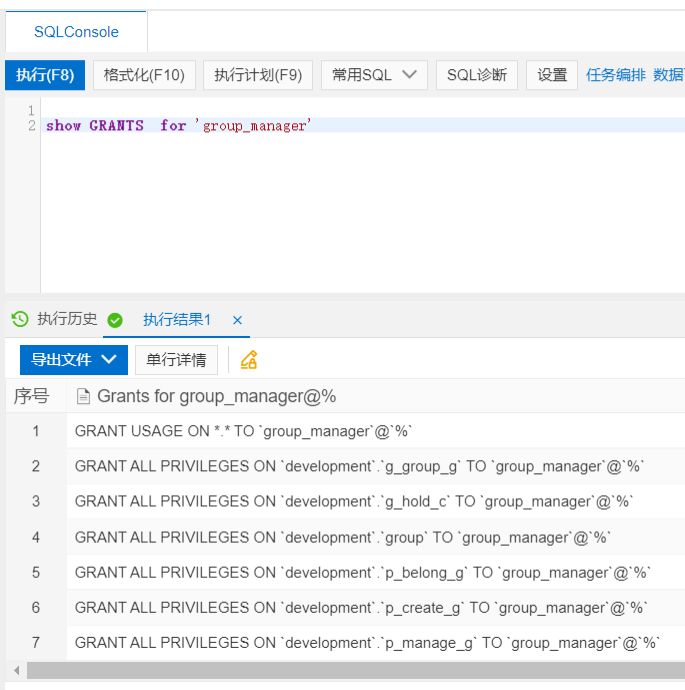 SQLConsole
执行(F8) 格式化(F10) 执行计划(F9) 常用SQL SQL诊断 设置 任务编排 数据
1
2 show GRANTS  for 'group_manager'
执行历史 执行结果1 ×
导出文件 单行详情
序号 Grants for group_manager@%
1 GRANT USAGE ON *.* TO `group_manager`@`%`
2 GRANT ALL PRIVILEGES ON `development`.`g_group_g` TO `group_manager`@`%`
3 GRANT ALL PRIVILEGES ON `development`.`g_hold_c` TO `group_manager`@`%`
4 GRANT ALL PRIVILEGES ON `development`.`group` TO `group_manager`@`%`
5 GRANT ALL PRIVILEGES ON `development`.`p_belong_g` TO `group_manager`@`%`
6 GRANT ALL PRIVILEGES ON `development`.`p_create_g` TO `group_manager`@`%`
7 GRANT ALL PRIVILEGES ON `development`.`p_manage_g` TO `group_manager`@`%`